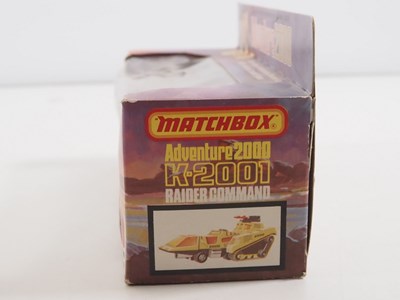 MATCHBOX
Adventure 2000
K-2001
RAIDER COMMAND